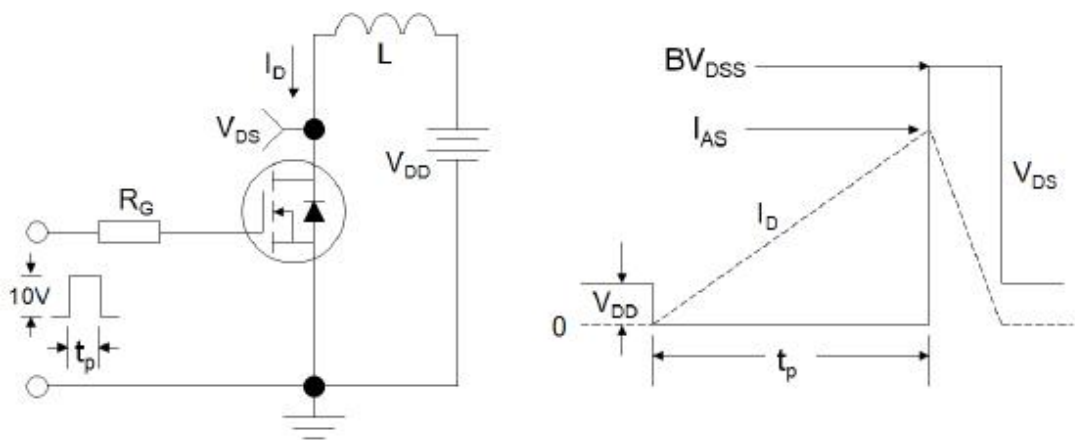 L
I_D
V_DS
V_DD
R_G
10V
t_p
BV_DSS
I_AS
V_DS
I_D
V_DD
0
t_p